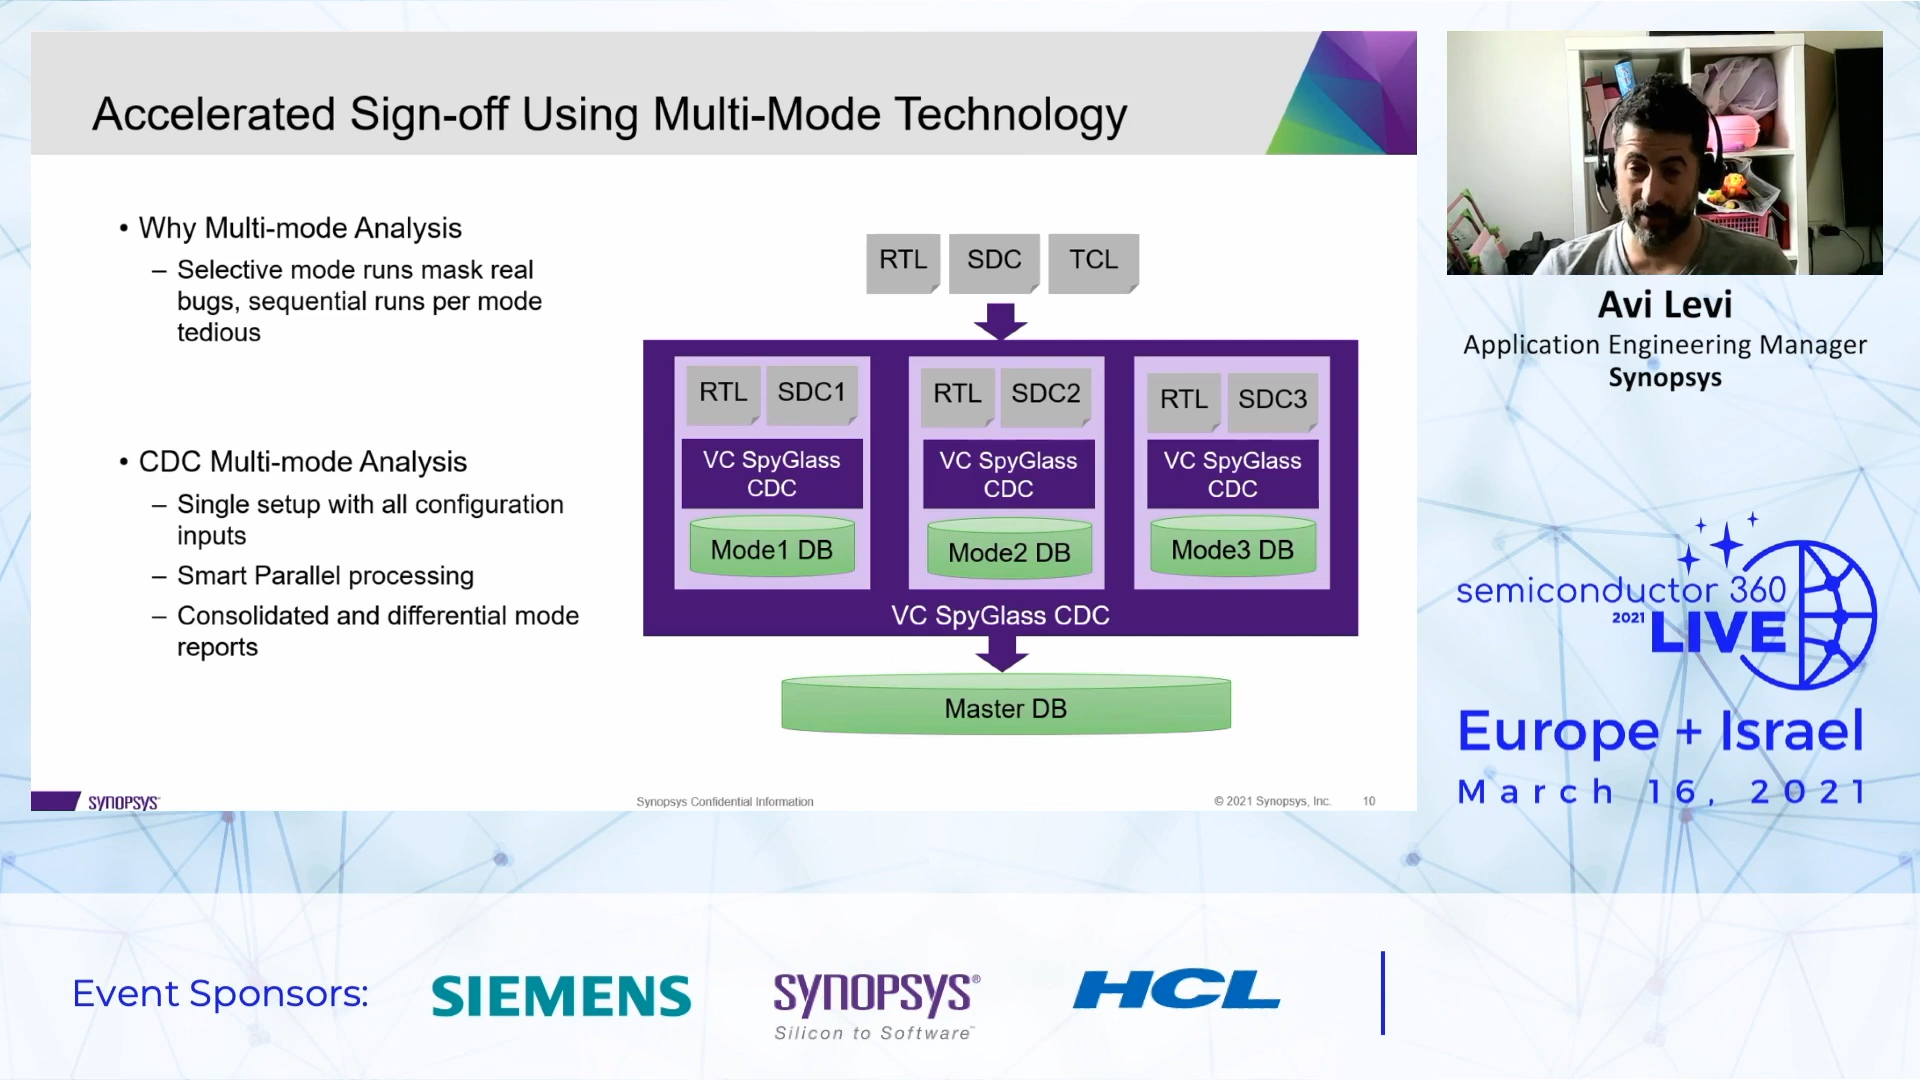 Accelerated Sign-off Using Multi-Mode Technology
• Why Multi-mode Analysis
– Selective mode runs mask real
bugs, sequential runs per mode
tedious
• CDC Multi-mode Analysis
– Single setup with all configuration
inputs
– Smart Parallel processing
– Consolidated and differential mode
reports
RTL SDC TCL
RTL SDC1 RTL SDC2 RTL SDC3
VC SpyGlass
CDC
VC SpyGlass
CDC
VC SpyGlass
CDC
Mode1 DB Mode2 DB Mode3 DB
VC SpyGlass CDC
Master DB
SYNOPSYS
Synopsys Confidential Information
© 2021 Synopsys, Inc. 10
Avi Levi
Application Engineering Manager
Synopsys
semiconductor 360
2021 LIVE
Europe + Israel
March 16, 2021
Event Sponsors:
SIEMENS
SYNOPSYS®
Silicon to Software™
HCL